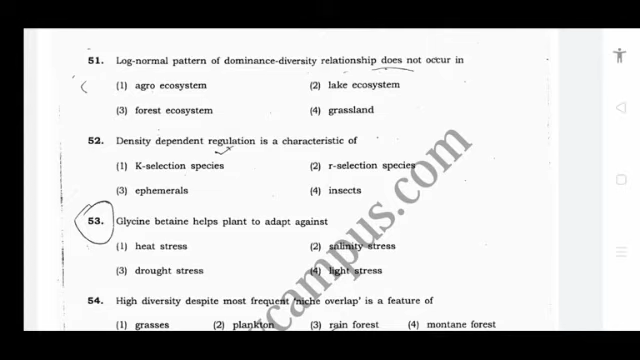 51. Log-normal pattern of dominance-diversity relationship does not occur in
(1) agro ecosystem (2) lake ecosystem
(3) forest ecosystem (4) grassland
52. Density dependent regulation is a characteristic of
(1) K-selection species (2) r-selection species
(3) ephemerals (4) insects
53. Glycine betaine helps plant to adapt against
(1) heat stress (2) salinity stress
(3) drought stress (4) light stress
54. High diversity despite most frequent 'niche overlap' is a feature of
(1) grasses (2) plankton (3) rain forest (4) montane forest
campus.com